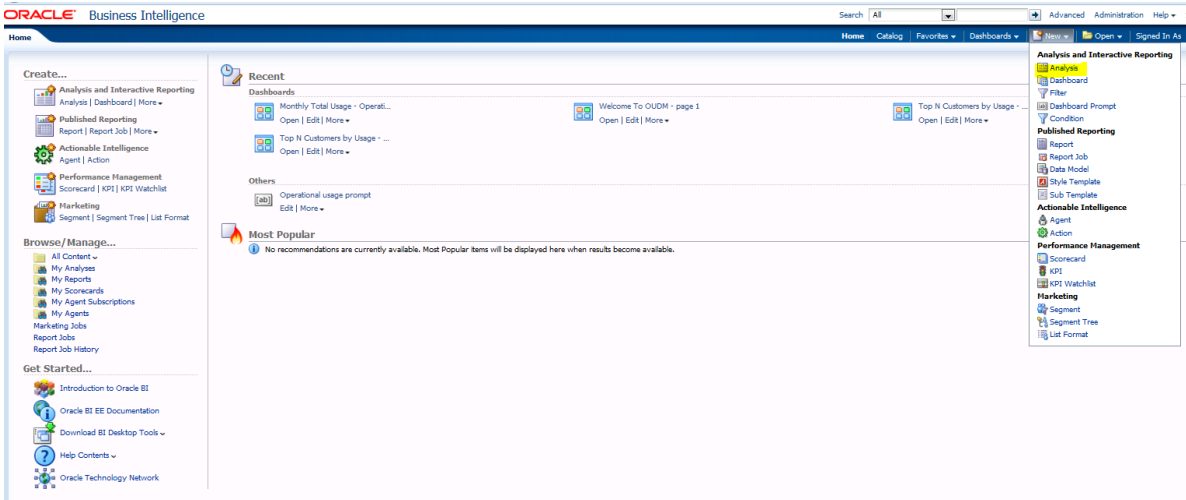 ORACLE Business Intelligence
Search All Advanced Administration Help
Home
Home Catalog Favorites Dashboards New Open Signed In As
Create...
Analysis and Interactive Reporting
Analysis | Dashboard | More
Published Reporting
Report | Report Job | More
Actionable Intelligence
Agent | Action
Performance Management
Scorecard | KPI | KPI Watchlist
Marketing
Segment | Segment Tree | List Format
Browse/Manage...
All Content
My Analyses
My Reports
My Scorecards
My Agent Subscriptions
My Agents
Marketing Jobs
Report Jobs
Report Job History
Get Started...
Introduction to Oracle BI
Oracle BI EE Documentation
Download BI Desktop Tools
Help Contents
Oracle Technology Network
Recent
Dashboards
Monthly Total Usage - Operati...
Open | Edit | More
Welcome To OUDM - page 1
Open | Edit | More
Top N Customers by Usage - ...
Open | Edit | More
Top N Customers by Usage - ...
Open | Edit | More
Others
[ab]
Operational usage prompt
Edit | More
Most Popular
No recommendations are currently available. Most Popular items will be displayed here when results become available.
Analysis and Interactive Reporting
Analysis
Dashboard
Filter
Dashboard Prompt
Condition
Published Reporting
Report
Report Job
Data Model
Style Template
Sub Template
Actionable Intelligence
Agent
Action
Performance Management
Scorecard
KPI
KPI Watchlist
Marketing
Segment
Segment Tree
List Format